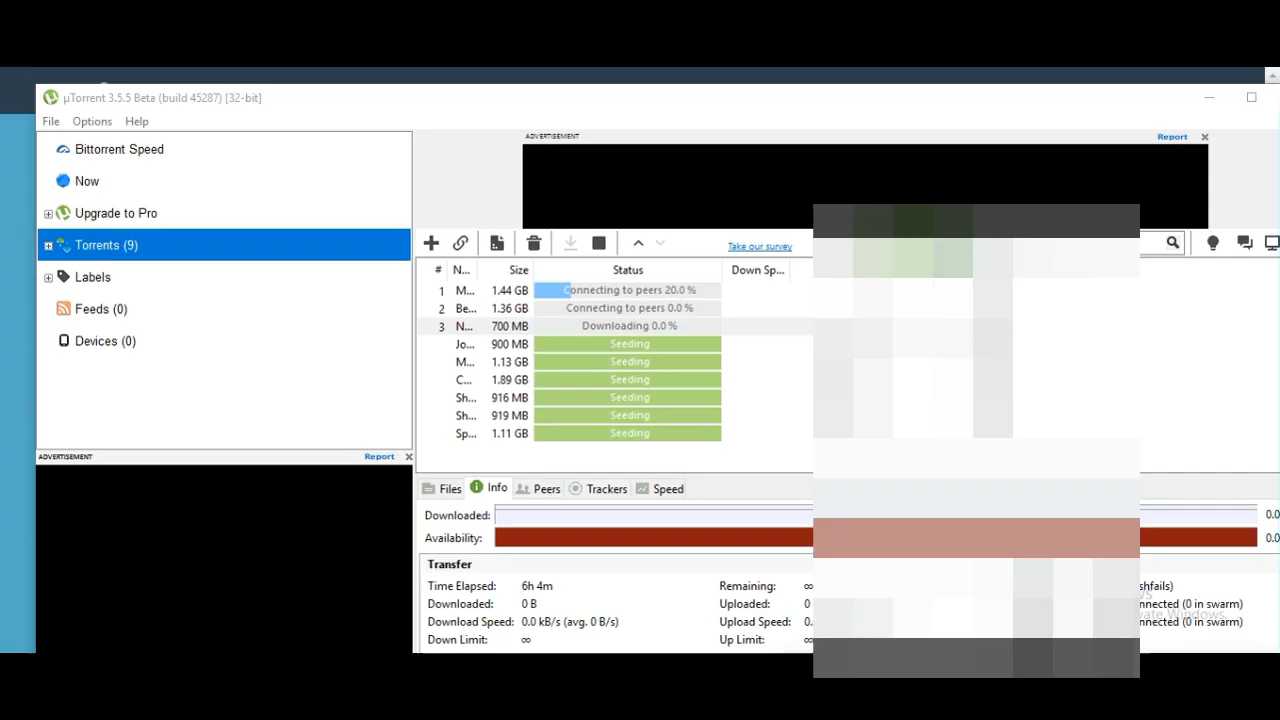 µTorrent 3.5.5 Beta (build 45287) [32-bit]
File Options Help
ADVERTISEMENT Report
Bittorrent Speed
Now
Upgrade to Pro
Torrents (9)
Labels
Feeds (0)
Devices (0)
ADVERTISEMENT Report
Take our survey
# N... Size Status Down Sp...
1 M... 1.44 GB Connecting to peers 20.0 %
2 Be... 1.36 GB Connecting to peers 0.0 %
3 N... 700 MB Downloading 0.0 %
Jo... 900 MB Seeding
M... 1.13 GB Seeding
C... 1.89 GB Seeding
Sh... 916 MB Seeding
Sh... 919 MB Seeding
Sp... 1.11 GB Seeding
Files Info Peers Trackers Speed
Downloaded: 0.0
Availability: 0.0
Transfer
Time Elapsed: 6h 4m Remaining: ∞ shfails)
Downloaded: 0 B Uploaded: 0 nnected (0 in swarm)
Download Speed: 0.0 kB/s (avg. 0 B/s) Upload Speed: 0. nnected (0 in swarm)
Down Limit: ∞ Up Limit: ∞